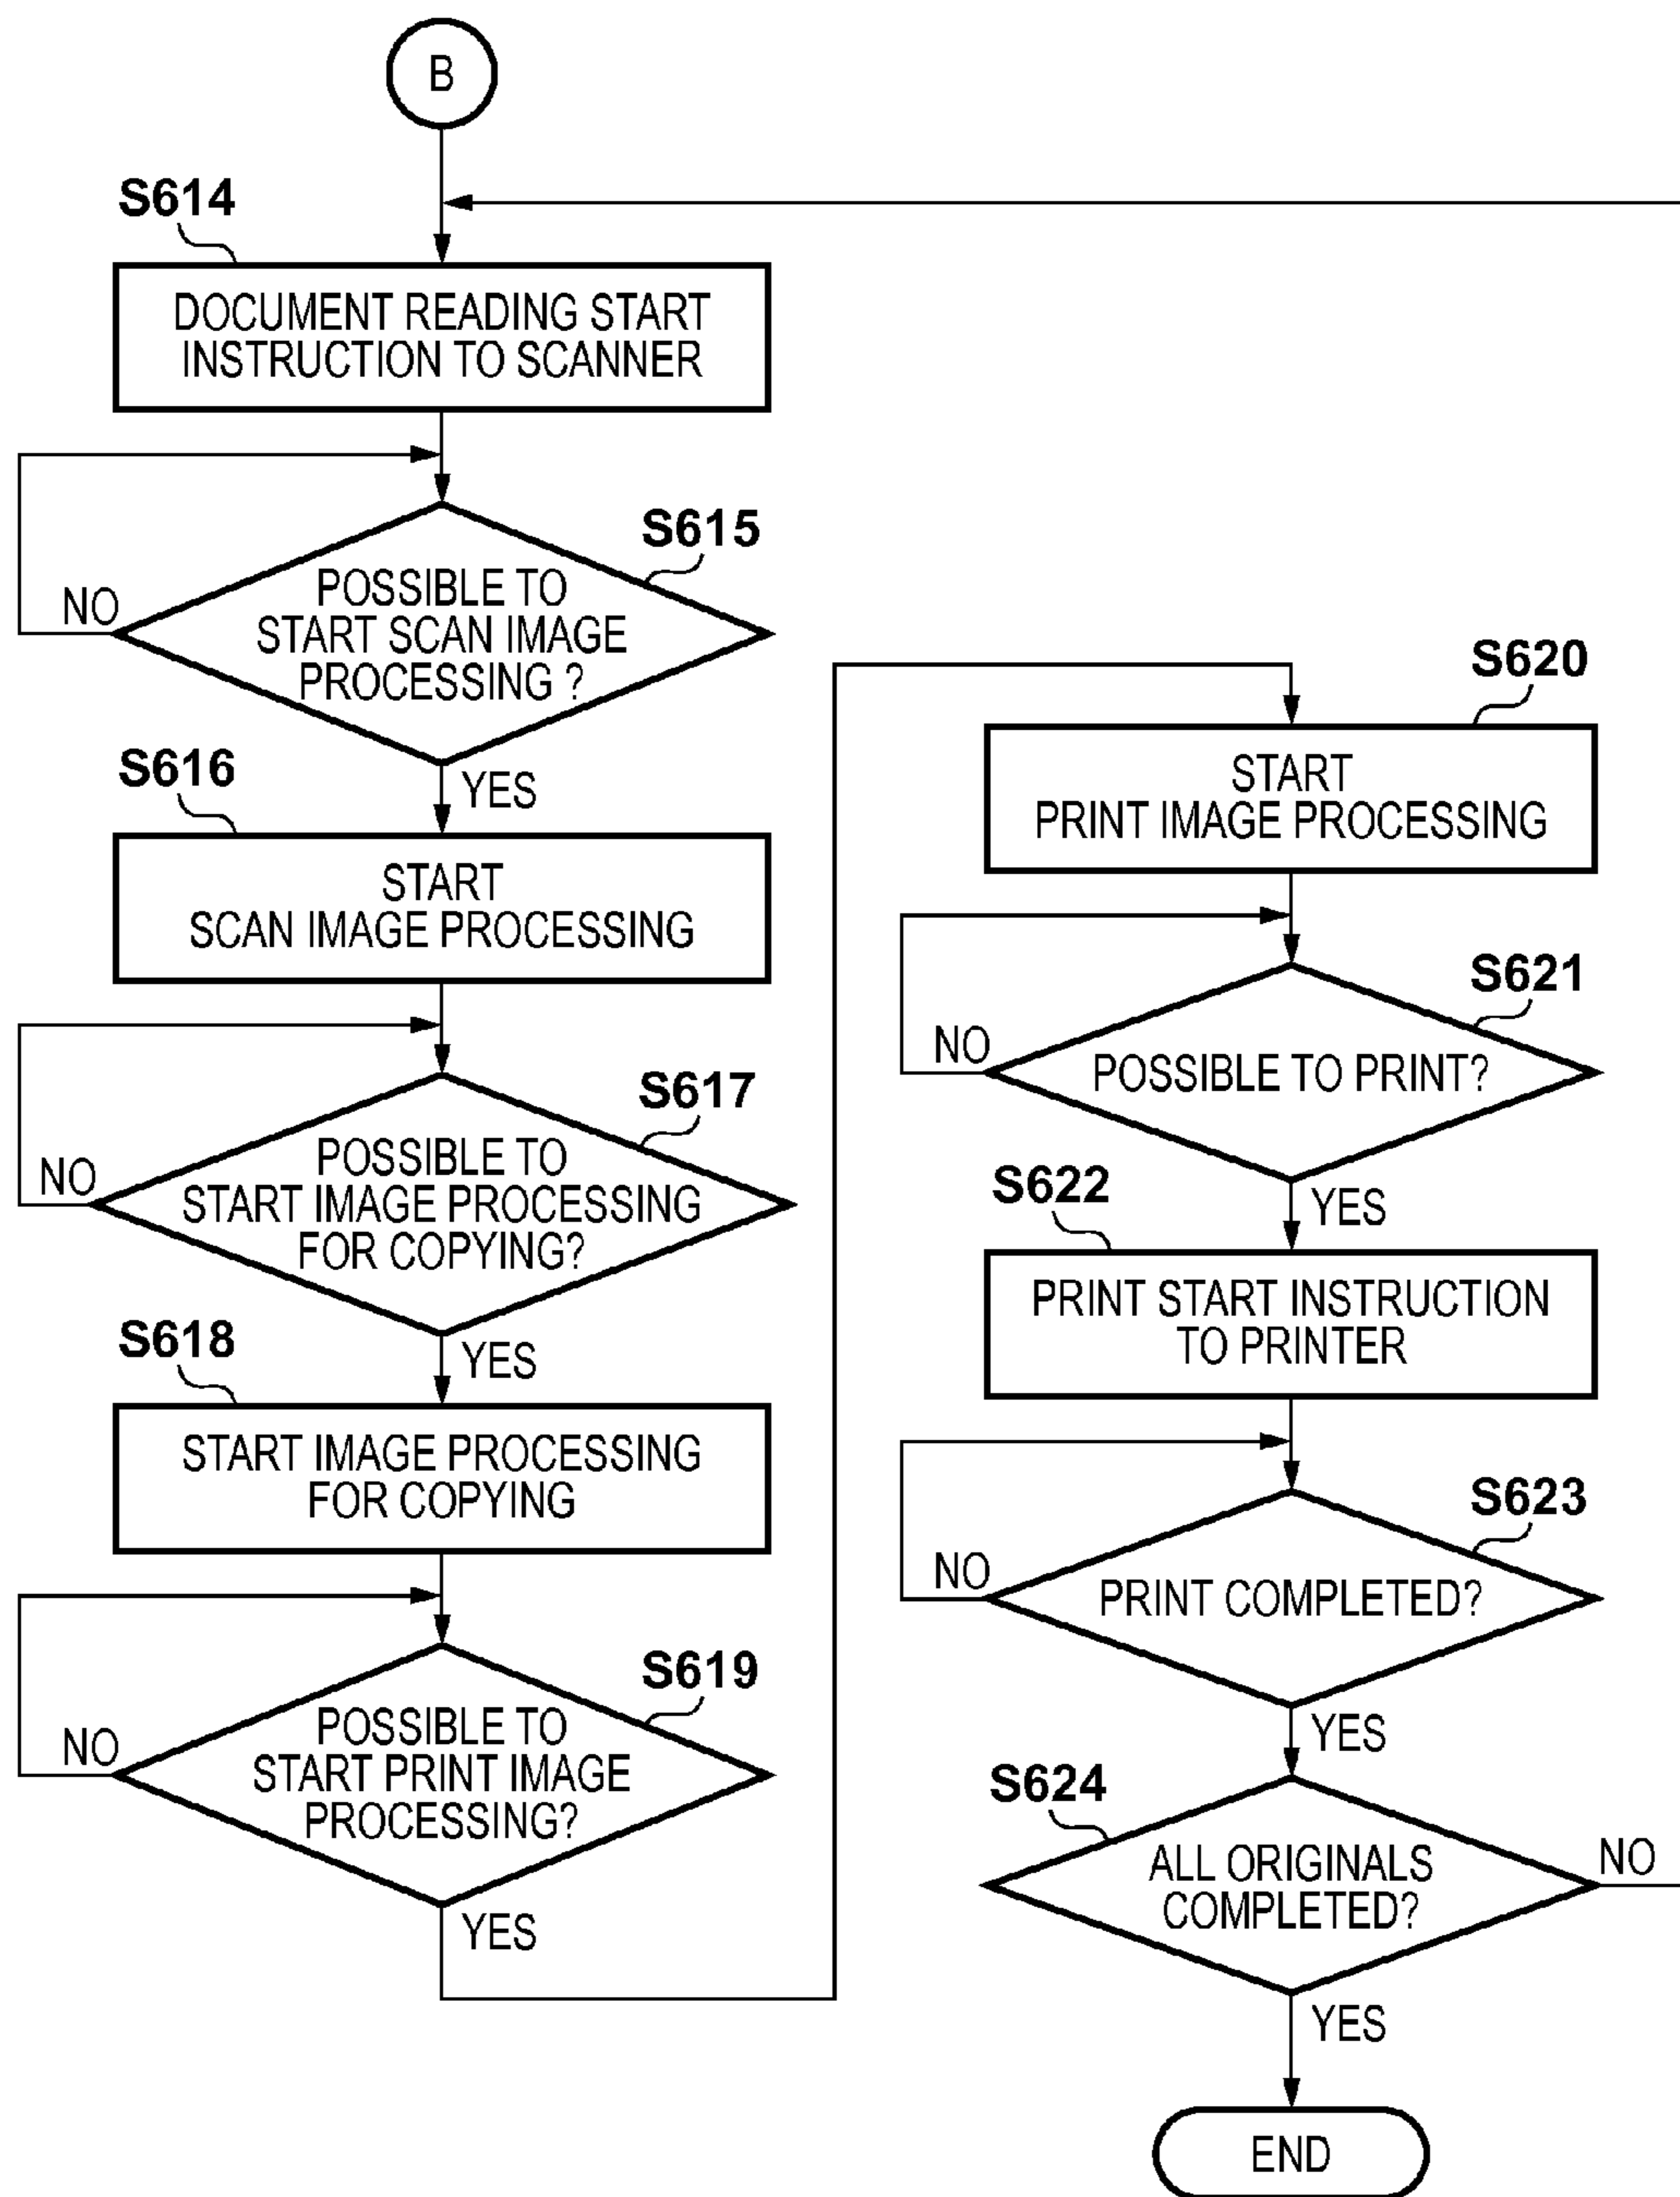 B
S614
DOCUMENT READING START
INSTRUCTION TO SCANNER
S615
POSSIBLE TO
START SCAN IMAGE
PROCESSING ?
NO
YES
S616
START
SCAN IMAGE PROCESSING
S617
POSSIBLE TO
START IMAGE PROCESSING
FOR COPYING?
NO
YES
S618
START IMAGE PROCESSING
FOR COPYING
S619
POSSIBLE TO
START PRINT IMAGE
PROCESSING?
NO
YES
S620
START
PRINT IMAGE PROCESSING
S621
POSSIBLE TO PRINT?
NO
YES
S622
PRINT START INSTRUCTION
TO PRINTER
S623
PRINT COMPLETED?
NO
YES
S624
ALL ORIGINALS
COMPLETED?
NO
YES
END